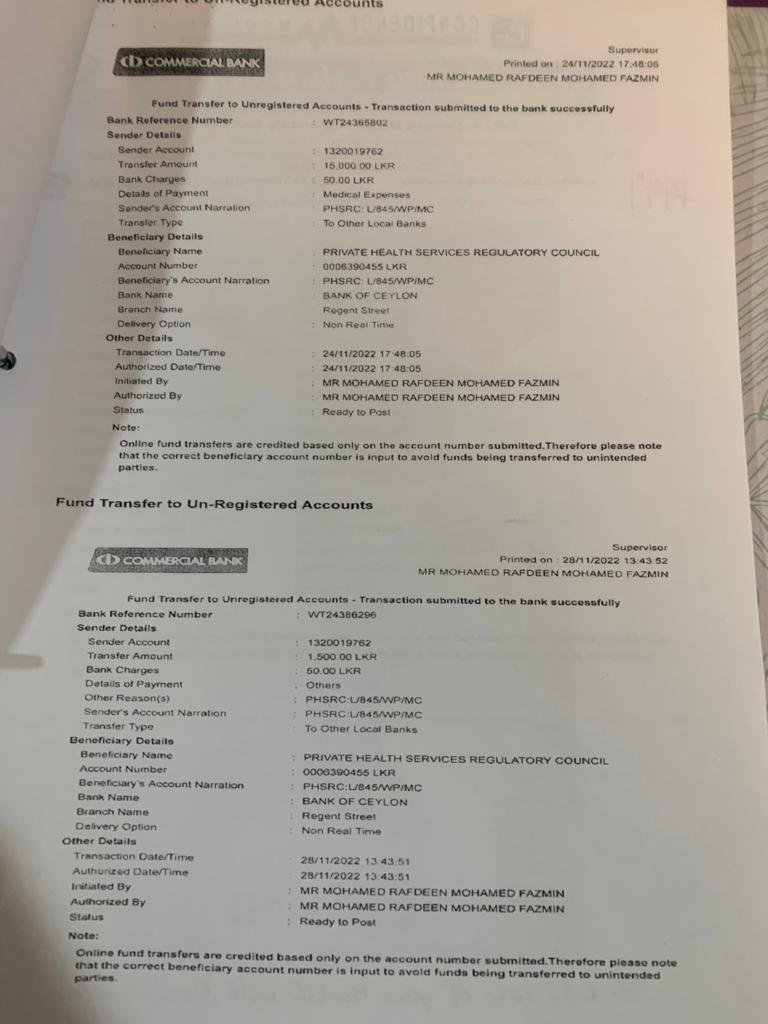 nd Transfer to Un-Registered Accounts
COMMERCIAL BANK
Supervisor
Printed on : 24/11/2022 17:48:06
MR MOHAMED RAFDEEN MOHAMED FAZMIN
Fund Transfer to Unregistered Accounts - Transaction submitted to the bank successfully
Bank Reference Number : WT24365802
Sender Details
Sender Account : 1320019762
Transfer Amount : 15,000.00 LKR
Bank Charges : 50.00 LKR
Details of Payment : Medical Expenses
Sender's Account Narration : PHSRC: L/845/WP/MC
Transfer Type : To Other Local Banks
Beneficiary Details
Beneficiary Name : PRIVATE HEALTH SERVICES REGULATORY COUNCIL
Account Number : 0006390455 LKR
Beneficiary's Account Narration : PHSRC: L/845/WP/MC
Bank Name : BANK OF CEYLON
Branch Name : Regent Street
Delivery Option : Non Real Time
Other Details
Transaction Date/Time : 24/11/2022 17:48:05
Authorized Date/Time : 24/11/2022 17:48:05
Initiated By : MR MOHAMED RAFDEEN MOHAMED FAZMIN
Authorized By : MR MOHAMED RAFDEEN MOHAMED FAZMIN
Status : Ready to Post
Note:
Online fund transfers are credited based only on the account number submitted.Therefore please note
that the correct beneficiary account number is input to avoid funds being transferred to unintended
parties.
Fund Transfer to Un-Registered Accounts
COMMERCIAL BANK
Supervisor
Printed on : 28/11/2022 13:43:52
MR MOHAMED RAFDEEN MOHAMED FAZMIN
Fund Transfer to Unregistered Accounts - Transaction submitted to the bank successfully
Bank Reference Number : WT24386296
Sender Details
Sender Account : 1320019762
Transfer Amount : 1,500.00 LKR
Bank Charges : 50.00 LKR
Details of Payment : Others
Other Reason(s) : PHSRC:L/845/WP/MC
Sender's Account Narration : PHSRC:L/845/WP/MC
Transfer Type : To Other Local Banks
Beneficiary Details
Beneficiary Name : PRIVATE HEALTH SERVICES REGULATORY COUNCIL
Account Number : 0006390455 LKR
Beneficiary's Account Narration : PHSRC:L/845/WP/MC
Bank Name : BANK OF CEYLON
Branch Name : Regent Street
Delivery Option : Non Real Time
Other Details
Transaction Date/Time : 28/11/2022 13:43:51
Authorized Date/Time : 28/11/2022 13:43:51
Initiated By : MR MOHAMED RAFDEEN MOHAMED FAZMIN
Authorized By : MR MOHAMED RAFDEEN MOHAMED FAZMIN
Status : Ready to Post
Note:
Online fund transfers are credited based only on the account number submitted.Therefore please note
that the correct beneficiary account number is input to avoid funds being transferred to unintended
parties.